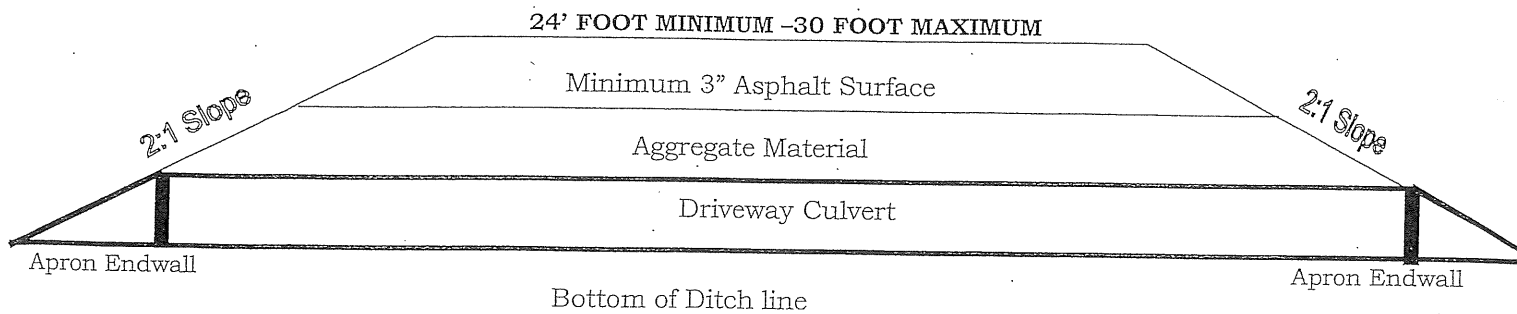 24' FOOT MINIMUM –30 FOOT MAXIMUM
Minimum 3” Asphalt Surface
2:1 Slope
2:1 Slope
Aggregate Material
Driveway Culvert
Apron Endwall
Apron Endwall
Bottom of Ditch line